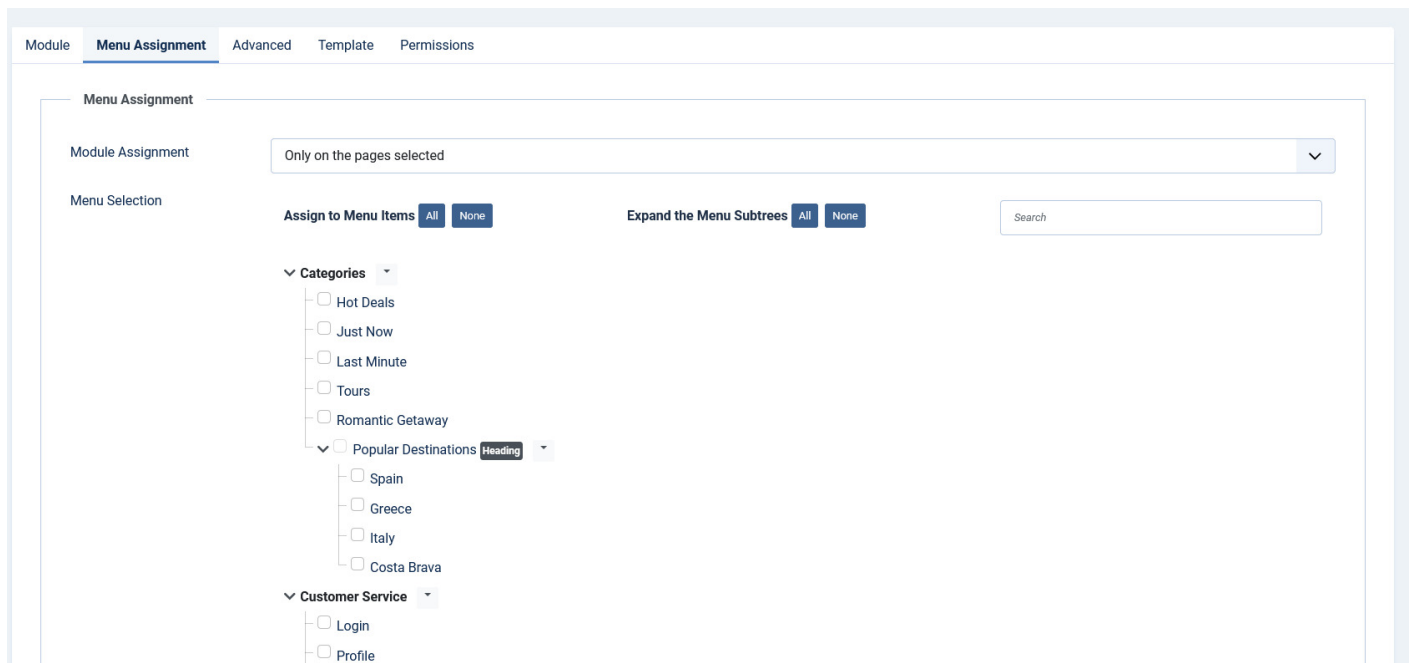 Module Menu Assignment Advanced Template Permissions
Menu Assignment
Module Assignment Only on the pages selected
Menu Selection
Assign to Menu Items All None Expand the Menu Subtrees All None Search
Categories
Hot Deals
Just Now
Last Minute
Tours
Romantic Getaway
Popular Destinations Heading
Spain
Greece
Italy
Costa Brava
Customer Service
Login
Profile